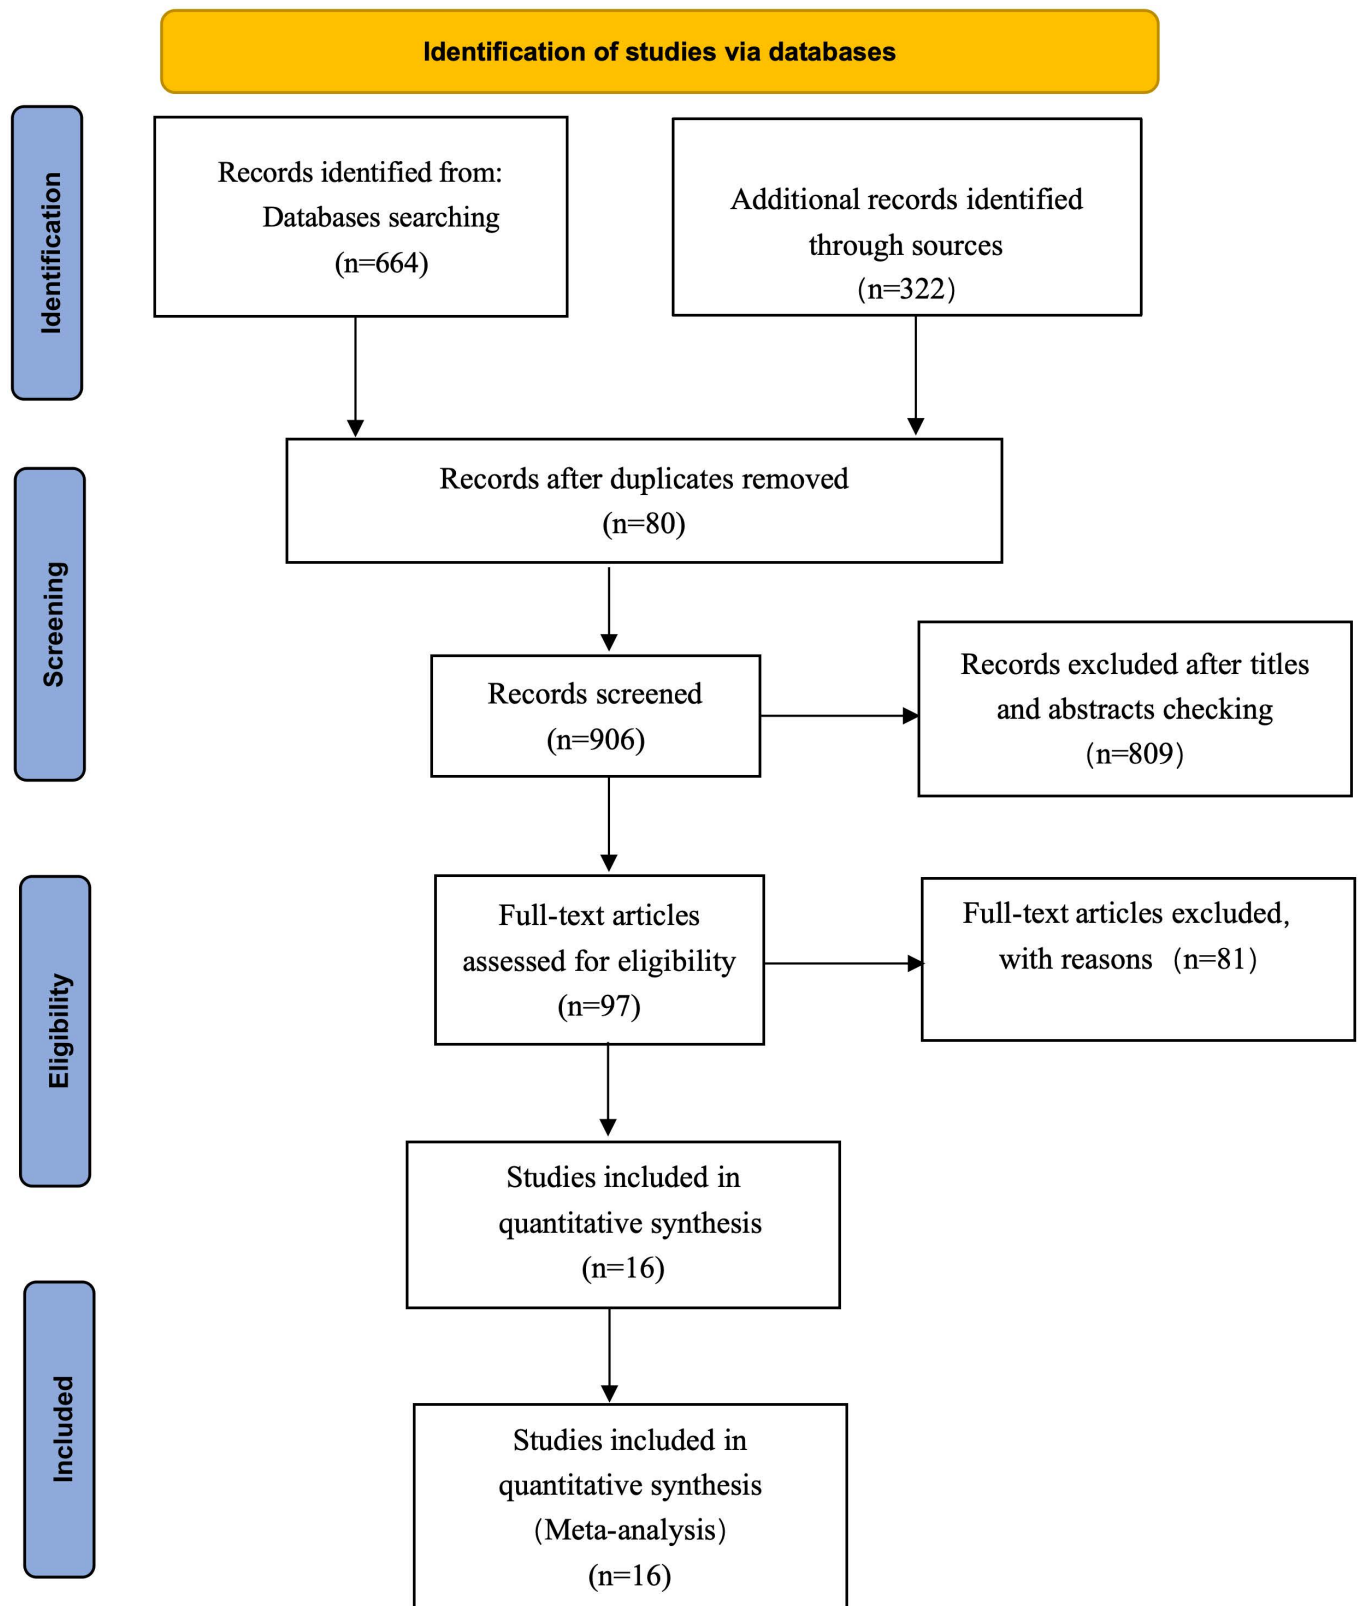 Identification of studies via databases
Identification
Records identified from:
Databases searching
(n=664)
Additional records identified
through sources
(n=322)
Records after duplicates removed
(n=80)
Screening
Records screened
(n=906)
Records excluded after titles
and abstracts checking
(n=809)
Eligibility
Full-text articles
assessed for eligibility
(n=97)
Full-text articles excluded,
with reasons (n=81)
Studies included in
quantitative synthesis
(n=16)
Included
Studies included in
quantitative synthesis
(Meta-analysis)
(n=16)